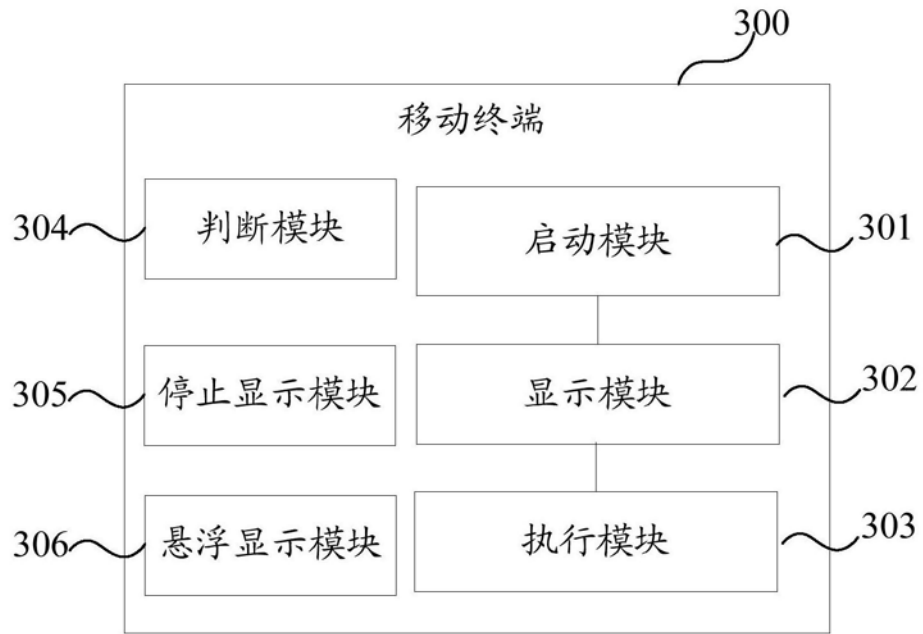 300
移动终端
304
判断模块
启动模块
301
305
停止显示模块
显示模块
302
306
悬浮显示模块
执行模块
303